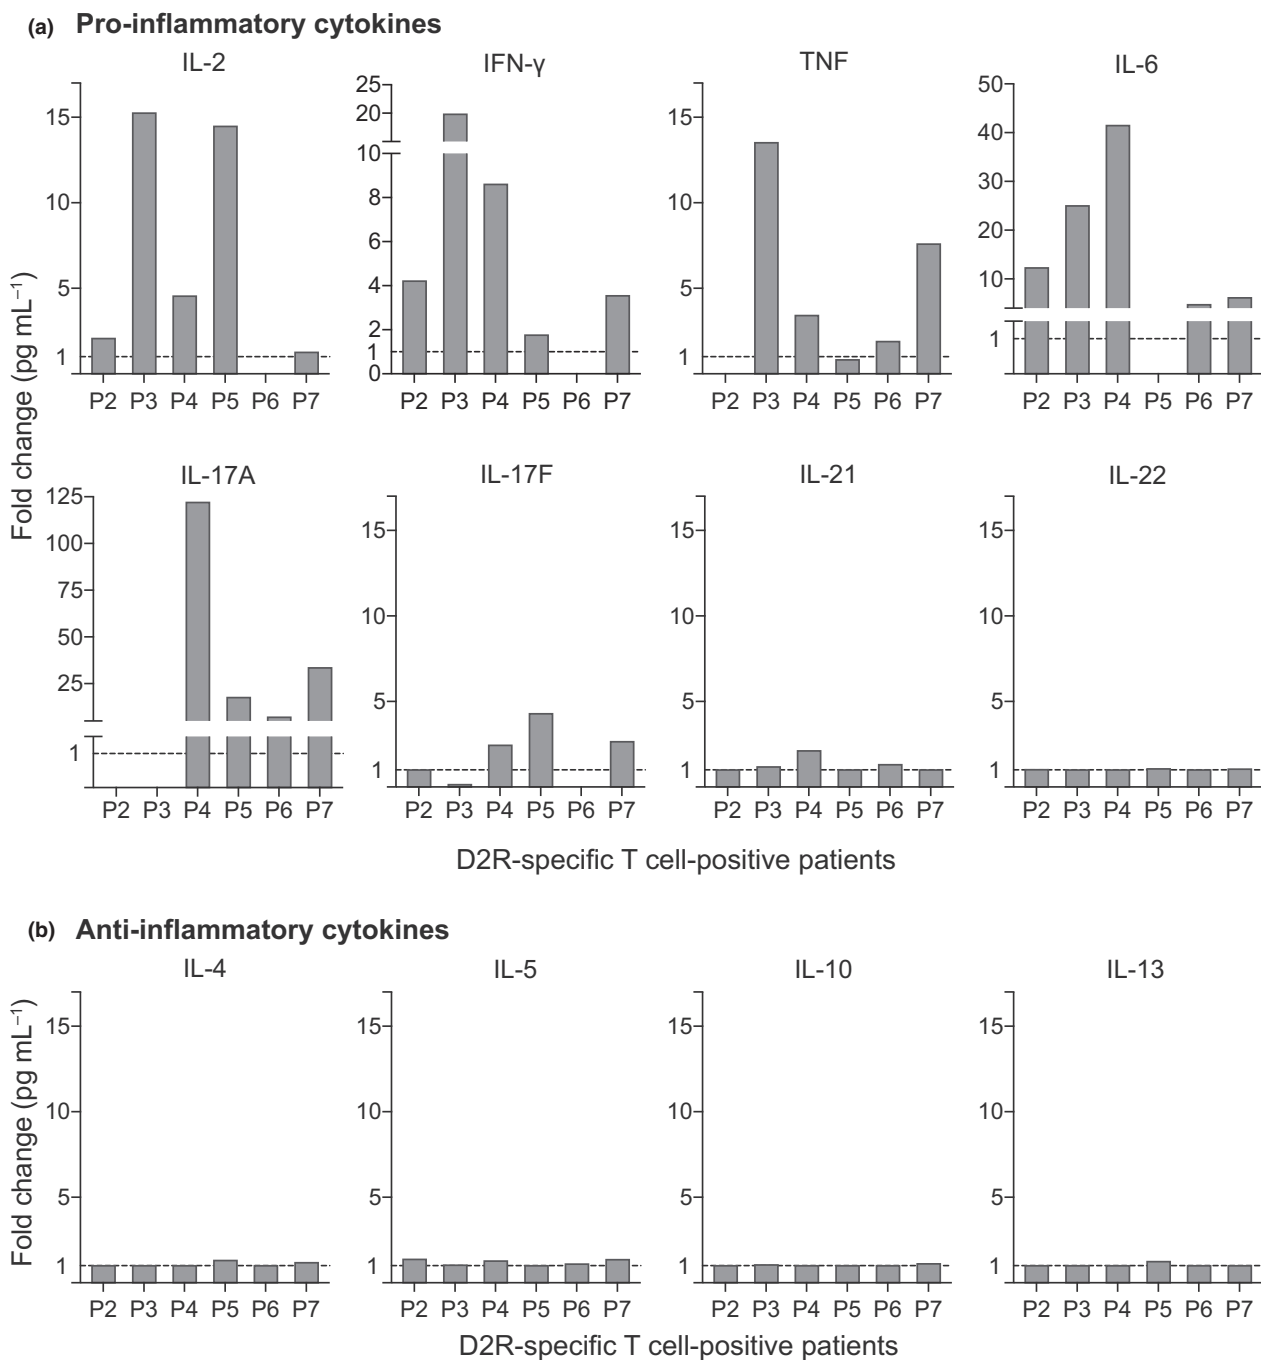 (a) Pro-inflammatory cytokines
IL-2 IFN-γ TNF IL-6
15 10 5 1
P2 P3 P4 P5 P6 P7
25 20 10 8 6 4 2 1 0
P2 P3 P4 P5 P6 P7
15 10 5 1
P2 P3 P4 P5 P6 P7
50 40 30 20 10 1
P2 P3 P4 P5 P6 P7
Fold change (pg mL⁻¹)
IL-17A IL-17F IL-21 IL-22
125 100 75 50 25 1
P2 P3 P4 P5 P6 P7
15 10 5 1
P2 P3 P4 P5 P6 P7
15 10 5 1
P2 P3 P4 P5 P6 P7
15 10 5 1
P2 P3 P4 P5 P6 P7
D2R-specific T cell-positive patients
(b) Anti-inflammatory cytokines
IL-4 IL-5 IL-10 IL-13
Fold change (pg mL⁻¹)
15 10 5 1
P2 P3 P4 P5 P6 P7
15 10 5 1
P2 P3 P4 P5 P6 P7
15 10 5 1
P2 P3 P4 P5 P6 P7
15 10 5 1
P2 P3 P4 P5 P6 P7
D2R-specific T cell-positive patients